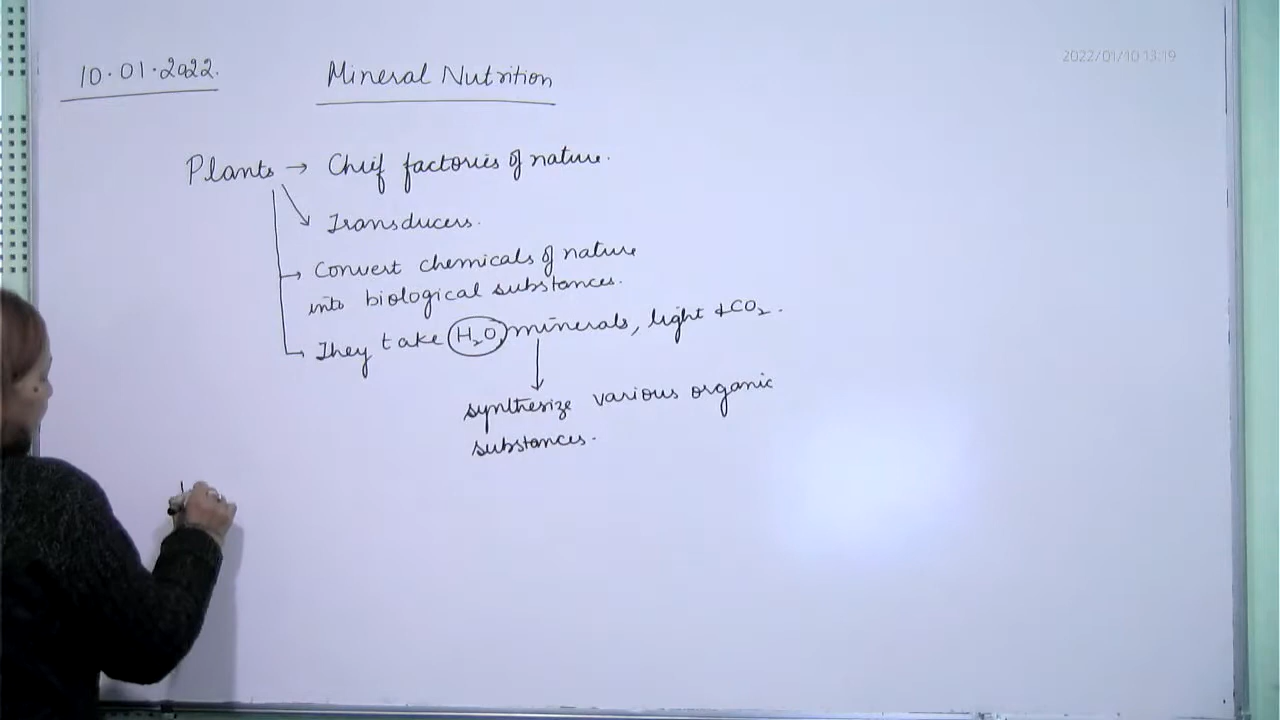 2022/01/10 13:19
10.01.2022.
Mineral Nutrition
Plants → Chief factories of nature.
Transducers.
Convert chemicals of nature
into biological substances.
They take H₂O, minerals, light & CO₂.
synthesize various organic
substances.